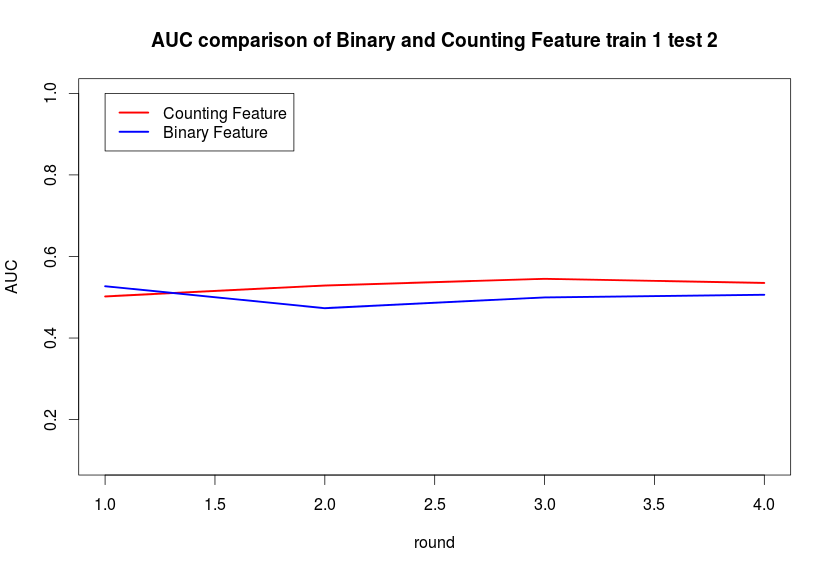 AUC comparison of Binary and Counting Feature train 1 test 2
Counting Feature
Binary Feature
AUC
1.0
0.8
0.6
0.4
0.2
1.0 1.5 2.0 2.5 3.0 3.5 4.0
round